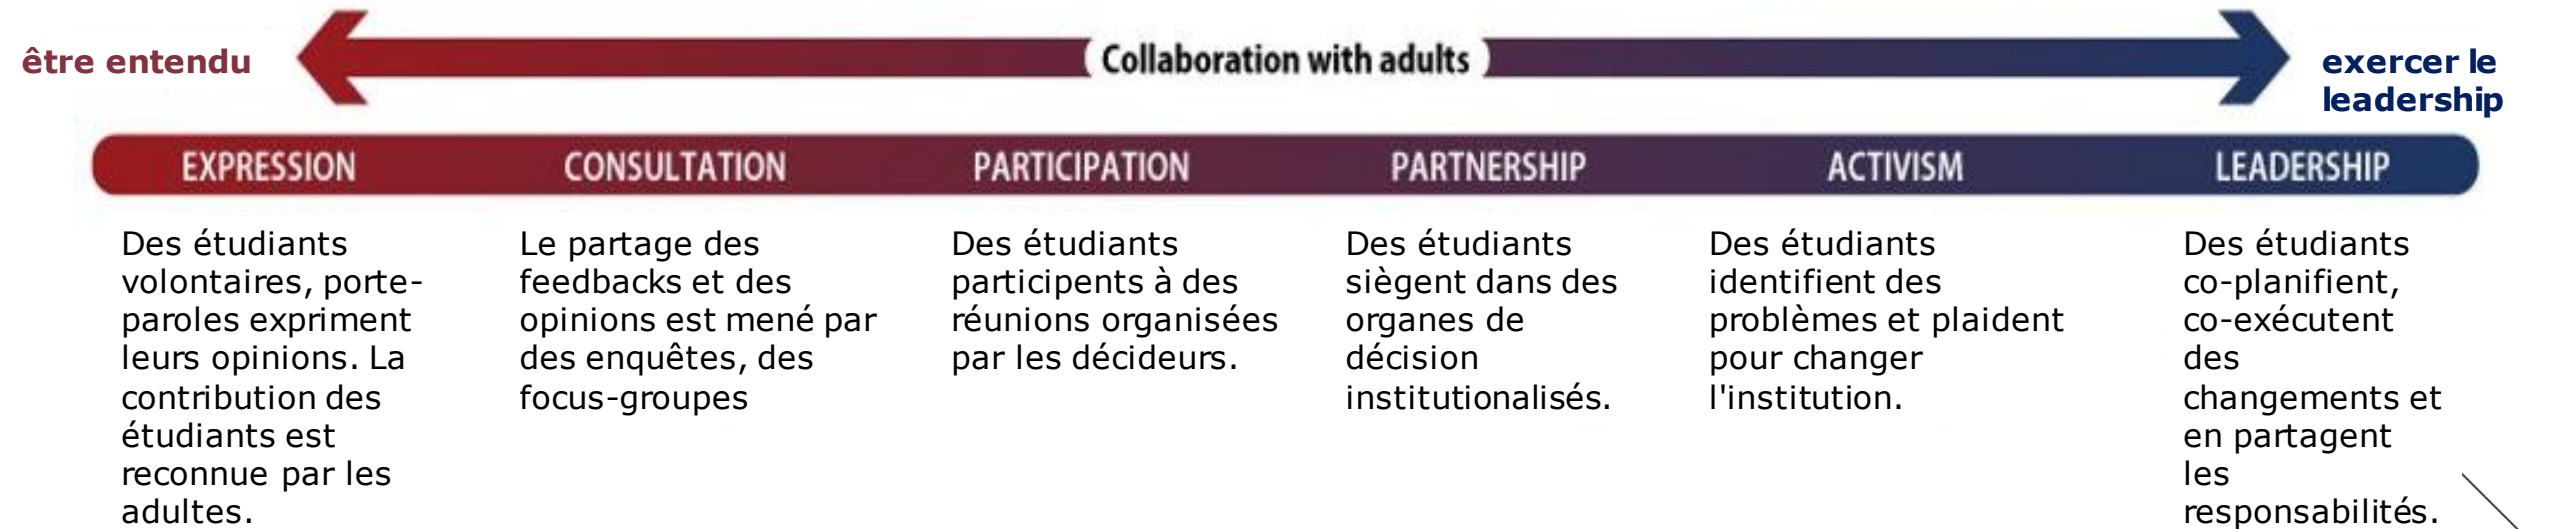 être entendu
Collaboration with adults
exercer le
leadership
EXPRESSION
CONSULTATION
PARTICIPATION
PARTNERSHIP
ACTIVISM
LEADERSHIP
Des étudiants
volontaires, porte-
paroles expriment
leurs opinions. La
contribution des
étudiants est
reconnue par les
adultes.
Le partage des
feedbacks et des
opinions est mené par
des enquêtes, des
focus-groupes
Des étudiants
participents à des
réunions organisées
par les décideurs.
Des étudiants
siègent dans des
organes de
décision
institutionalisés.
Des étudiants
identifient des
problèmes et plaident
pour changer
l'institution.
Des étudiants
co-planifient,
co-exécutent
des
changements et
en partagent
les
responsabilités.